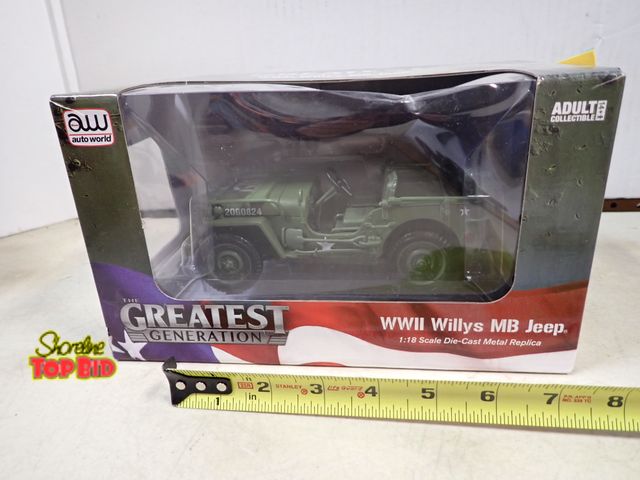 aw
auto world
ADULT
COLLECTIBLE
2060824
THE
GREATEST
GENERATION
WWII Willys MB Jeep®
1:18 Scale Die-Cast Metal Replica
Shoreline
TOP BID
1 2 STANLEY 3 4 5 6 7 8
in